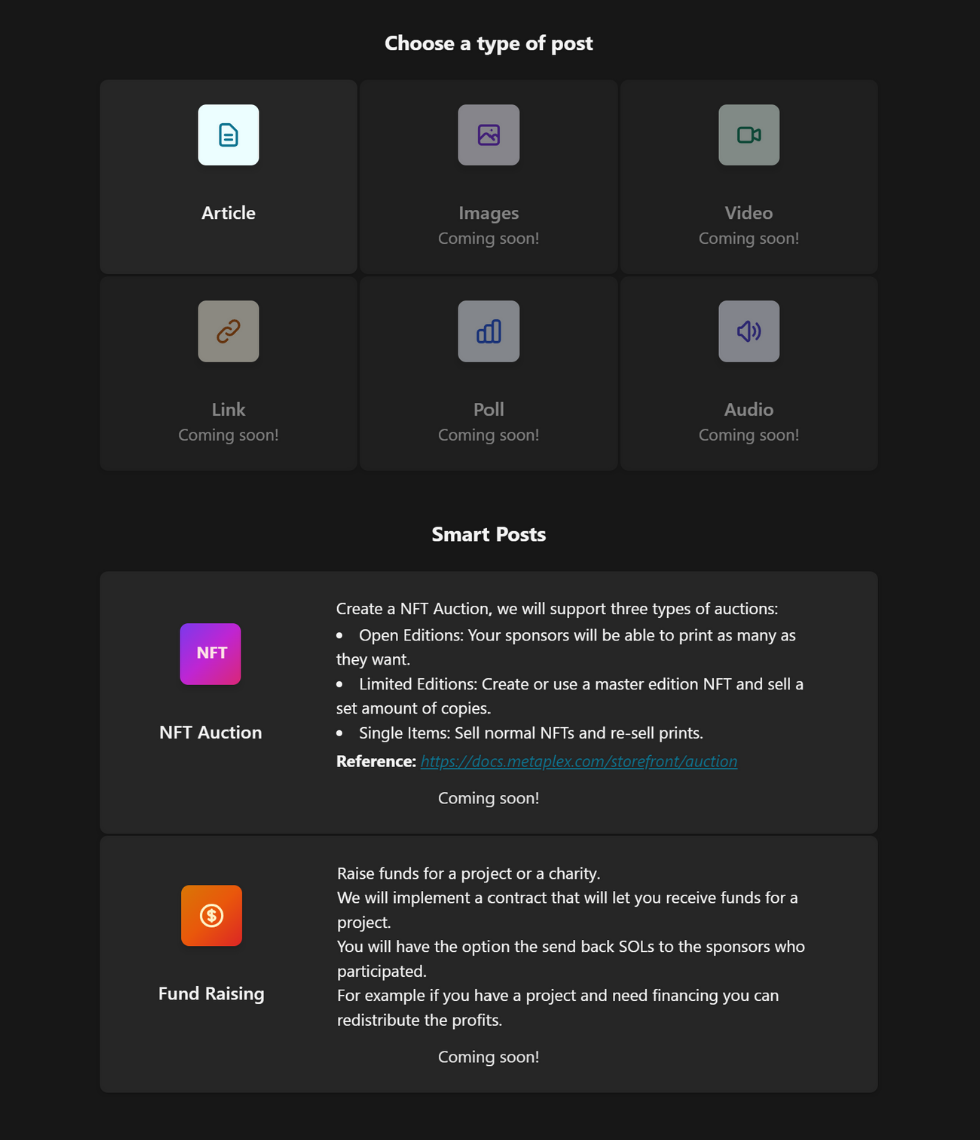 Choose a type of post
Article
Images
Coming soon!
Video
Coming soon!
Link
Coming soon!
Poll
Coming soon!
Audio
Coming soon!
Smart Posts
NFT
NFT Auction
Create a NFT Auction, we will support three types of auctions:
• Open Editions: Your sponsors will be able to print as many as
they want.
• Limited Editions: Create or use a master edition NFT and sell a
set amount of copies.
• Single Items: Sell normal NFTs and re-sell prints.
Reference: https://docs.metaplex.com/storefront/auction
Coming soon!
$
Fund Raising
Raise funds for a project or a charity.
We will implement a contract that will let you receive funds for a
project.
You will have the option the send back SOLs to the sponsors who
participated.
For example if you have a project and need financing you can
redistribute the profits.
Coming soon!